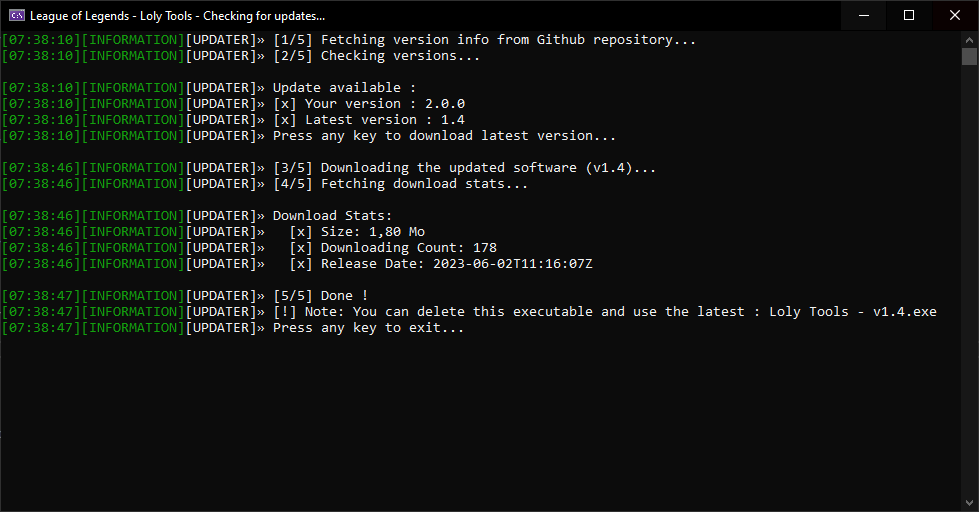 League of Legends - Loly Tools - Checking for updates...
[07:38:10][INFORMATION][UPDATER]» [1/5] Fetching version info from Github repository...
[07:38:10][INFORMATION][UPDATER]» [2/5] Checking versions...
[07:38:10][INFORMATION][UPDATER]» Update available :
[07:38:10][INFORMATION][UPDATER]» [x] Your version : 2.0.0
[07:38:10][INFORMATION][UPDATER]» [x] Latest version : 1.4
[07:38:10][INFORMATION][UPDATER]» Press any key to download latest version...
[07:38:46][INFORMATION][UPDATER]» [3/5] Downloading the updated software (v1.4)...
[07:38:46][INFORMATION][UPDATER]» [4/5] Fetching download stats...
[07:38:46][INFORMATION][UPDATER]» Download Stats:
[07:38:46][INFORMATION][UPDATER]»   [x] Size: 1,80 Mo
[07:38:46][INFORMATION][UPDATER]»   [x] Downloading Count: 178
[07:38:46][INFORMATION][UPDATER]»   [x] Release Date: 2023-06-02T11:16:07Z
[07:38:47][INFORMATION][UPDATER]» [5/5] Done !
[07:38:47][INFORMATION][UPDATER]» [!] Note: You can delete this executable and use the latest : Loly Tools - v1.4.exe
[07:38:47][INFORMATION][UPDATER]» Press any key to exit...